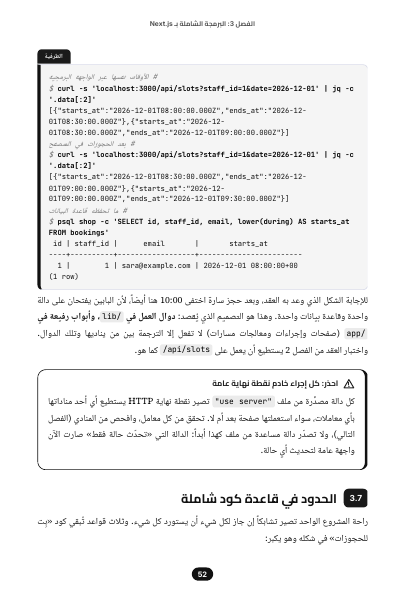 الفصل 3: البرمجة الشاملة بـ Next.js
الطرفية
# الأوقات نفسها عبر الواجهة البرمجية
$ curl -s 'localhost:3000/api/slots?staff_id=1&date=2026-12-01' | jq -c
'.data[:2]'
[{"starts_at":"2026-12-01T08:00:00.000Z","ends_at":"2026-12-
01T08:30:00.000Z"},{"starts_at":"2026-12-
01T08:30:00.000Z","ends_at":"2026-12-01T09:00:00.000Z"}]
# بعد الحجوزات في المتصفح
$ curl -s 'localhost:3000/api/slots?staff_id=1&date=2026-12-01' | jq -c
'.data[:2]'
[{"starts_at":"2026-12-01T08:30:00.000Z","ends_at":"2026-12-
01T09:00:00.000Z"},{"starts_at":"2026-12-
01T09:00:00.000Z","ends_at":"2026-12-01T09:30:00.000Z"}]
# ما تحفظه قاعدة البيانات
$ psql shop -c 'SELECT id, staff_id, email, lower(during) AS starts_at
FROM bookings'
id | staff_id | email | starts_at
----+----------+------------------+------------------------
1 | 1 | sara@example.com | 2026-12-01 08:00:00+00
(1 row)
للإجابة الشكل الذي وعد به العقد، وبعد حجز سارة اختفى 10:00 هنا أيضاً، لأن البابين يفتحان على دالة
واحدة وقاعدة بيانات واحدة. وهذا هو التصميم الذي يُقصد: دوال العمل في lib/، وأبواب رفيعة في
app/ (صفحات وإجراءات ومعالجات مسارات) لا تفعل إلا الترجمة بين من يناديها وتلك الدوال.
واختبار العقد من الفصل 2 يستطيع أن يعمل على /api/slots كما هو.
احذر: كل إجراء خادم نقطة نهاية عامة
كل دالة مصدَّرة من ملف "use server" تصير نقطة نهاية HTTP يستطيع أي أحد مناداتها
بأي معاملات، سواء استعملتها صفحة بعد أم لا. تحقق من كل معامل، وافحص من المنادي (الفصل
التالي)، ولا تصدّر دالة مساعدة من ملف كهذا أبداً: الدالة التي «تحدّث حالة فقط» صارت الآن
واجهة عامة لتحديث أي حالة.
3.7 الحدود في قاعدة كود شاملة
راحة المشروع الواحد تصير تشابكاً إن جاز لكل شيء أن يستورد كل شيء. وثلاث قواعد تُبقي كود «بِت
للحجوزات» في شكله وهو يكبر:
52